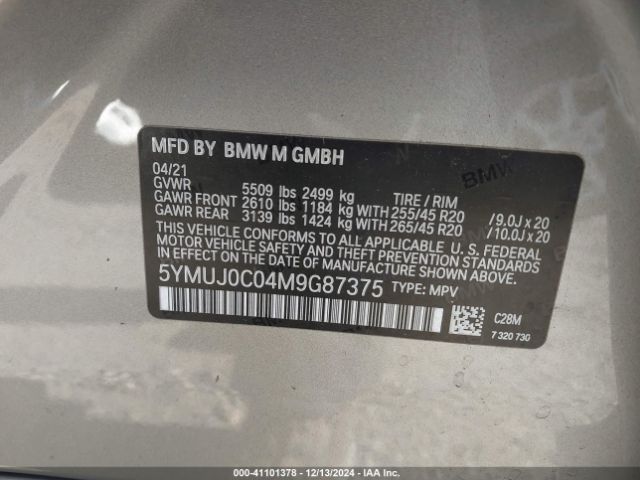 MFD BY BMW M GMBH
04/21
GVWR 5509 lbs 2499 kg TIRE / RIM
GAWR FRONT 2610 lbs 1184 kg WITH 255/45 R20 /9.0J x 20
GAWR REAR 3139 lbs 1424 kg WITH 265/45 R20 /10.0J x 20
THIS VEHICLE CONFORMS TO ALL APPLICABLE U. S. FEDERAL
MOTOR VEHICLE SAFETY AND THEFT PREVENTION STANDARDS
IN EFFECT ON THE DATE OF MANUFACTURE SHOWN ABOVE.
5YMUJ0C04M9G87375 TYPE: MPV
C28M
7 320 730
BMW
000-41101378 - 12/13/2024 - IAA Inc.